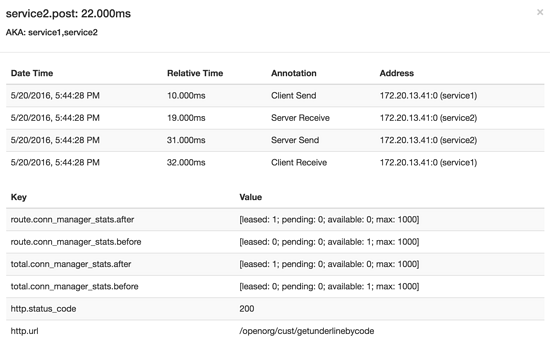 service2.post: 22.000ms ×
AKA: service1,service2
Date Time Relative Time Annotation Address
5/20/2016, 5:44:28 PM 10.000ms Client Send 172.20.13.41:0 (service1)
5/20/2016, 5:44:28 PM 19.000ms Server Receive 172.20.13.41:0 (service2)
5/20/2016, 5:44:28 PM 31.000ms Server Send 172.20.13.41:0 (service2)
5/20/2016, 5:44:28 PM 32.000ms Client Receive 172.20.13.41:0 (service1)
Key Value
route.conn_manager_stats.after [leased: 1; pending: 0; available: 0; max: 1000]
route.conn_manager_stats.before [leased: 0; pending: 0; available: 1; max: 1000]
total.conn_manager_stats.after [leased: 1; pending: 0; available: 0; max: 1000]
total.conn_manager_stats.before [leased: 0; pending: 0; available: 1; max: 1000]
http.status_code 200
http.url /openorg/cust/getunderlinebycode